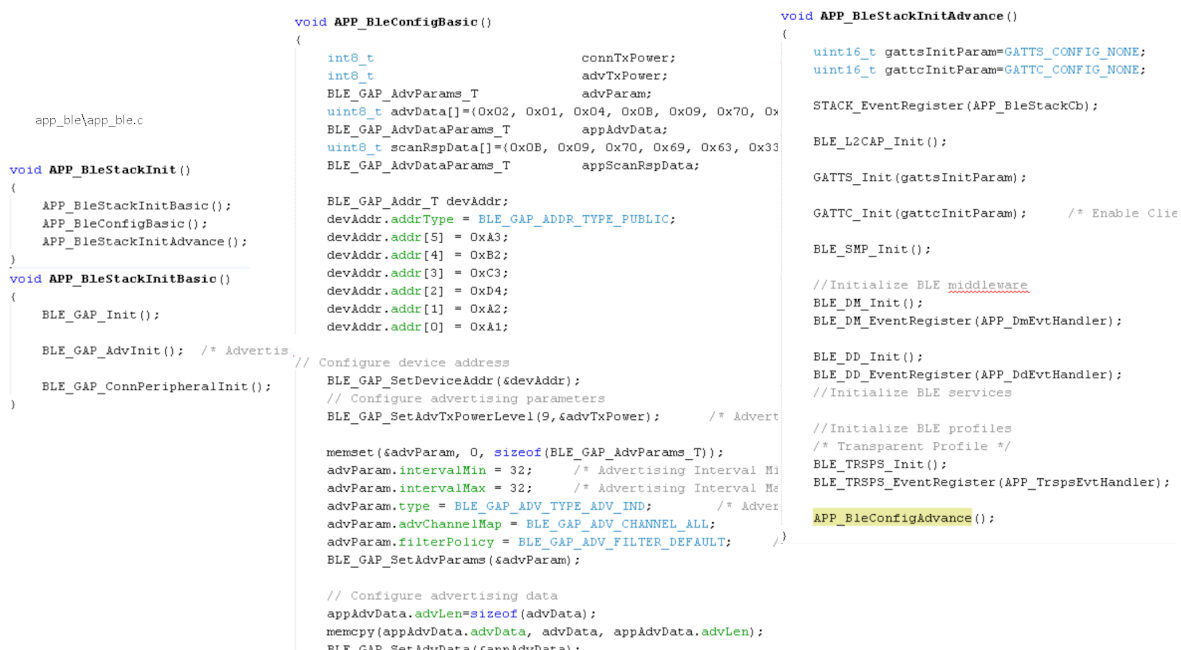 app_ble\app_ble.c
void APP_BleStackInit()
{
APP_BleStackInitBasic();
APP_BleConfigBasic();
APP_BleStackInitAdvance();
}
void APP_BleStackInitBasic()
{
BLE_GAP_Init();
BLE_GAP_AdvInit(); /* Advertis
BLE_GAP_ConnPeripheralInit();
}
void APP_BleConfigBasic()
{
int8_t connTxPower;
int8_t advTxPower;
BLE_GAP_AdvParams_T advParam;
uint8_t advData[]={0x02, 0x01, 0x04, 0x0B, 0x09, 0x70, 0x
BLE_GAP_AdvDataParams_T appAdvData;
uint8_t scanRspData[]={0x0B, 0x09, 0x70, 0x69, 0x63, 0x33
BLE_GAP_AdvDataParams_T appScanRspData;
BLE_GAP_Addr_T devAddr;
devAddr.addrType = BLE_GAP_ADDR_TYPE_PUBLIC;
devAddr.addr[5] = 0xA3;
devAddr.addr[4] = 0xB2;
devAddr.addr[3] = 0xC3;
devAddr.addr[2] = 0xD4;
devAddr.addr[1] = 0xA2;
devAddr.addr[0] = 0xA1;
// Configure device address
BLE_GAP_SetDeviceAddr(&devAddr);
// Configure advertising parameters
BLE_GAP_SetAdvTxPowerLevel(9,&advTxPower); /* Advert
memset(&advParam, 0, sizeof(BLE_GAP_AdvParams_T));
advParam.intervalMin = 32; /* Advertising Interval Mi
advParam.intervalMax = 32; /* Advertising Interval Ma
advParam.type = BLE_GAP_ADV_TYPE_ADV_IND; /* Adver
advParam.advChannelMap = BLE_GAP_ADV_CHANNEL_ALL;
advParam.filterPolicy = BLE_GAP_ADV_FILTER_DEFAULT; /
BLE_GAP_SetAdvParams(&advParam);
// Configure advertising data
appAdvData.advLen=sizeof(advData);
memcpy(appAdvData.advData, advData, appAdvData.advLen);
BLE_GAP_SetAdvData(&appAdvData);
void APP_BleStackInitAdvance()
{
uint16_t gattsInitParam=GATTS_CONFIG_NONE;
uint16_t gattcInitParam=GATTC_CONFIG_NONE;
STACK_EventRegister(APP_BleStackCb);
BLE_L2CAP_Init();
GATTS_Init(gattsInitParam);
GATTC_Init(gattcInitParam); /* Enable Clie
BLE_SMP_Init();
//Initialize BLE middleware
BLE_DM_Init();
BLE_DM_EventRegister(APP_DmEvtHandler);
BLE_DD_Init();
BLE_DD_EventRegister(APP_DdEvtHandler);
//Initialize BLE services
//Initialize BLE profiles
/* Transparent Profile */
BLE_TRSPS_Init();
BLE_TRSPS_EventRegister(APP_TrspsEvtHandler);
APP_BleConfigAdvance();
}